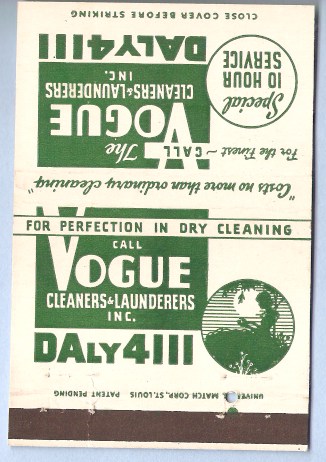 CLOSE COVER BEFORE STRIKING
DALY 4111
Special
10 HOUR
SERVICE
CLEANERS & LAUNDERERS
INC.
The
VOGUE
For the Finest ~ CALL
"Costs no more than ordinary cleaning"
FOR PERFECTION IN DRY CLEANING
CALL
VOGUE
CLEANERS & LAUNDERERS
INC.
DALY 4111
MATCH CORP., ST. LOUIS PATENT PENDING